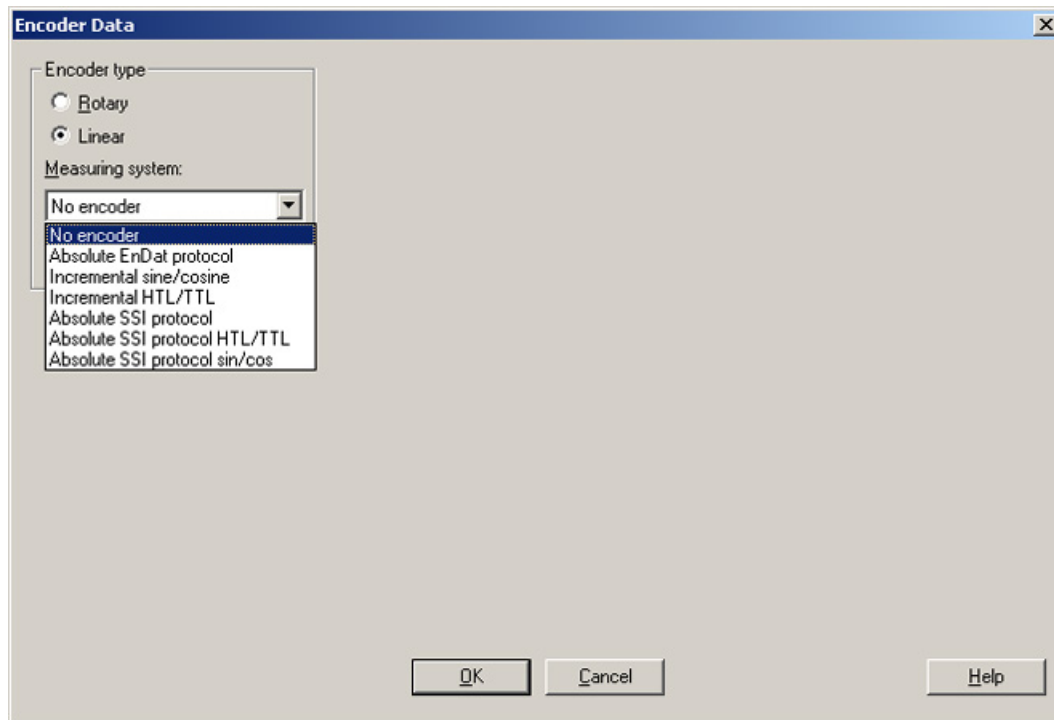 Encoder Data
Encoder type
Rotary
Linear
Measuring system:
No encoder
No encoder
Absolute EnDat protocol
Incremental sine/cosine
Incremental HTL/TTL
Absolute SSI protocol
Absolute SSI protocol HTL/TTL
Absolute SSI protocol sin/cos
OK Cancel Help